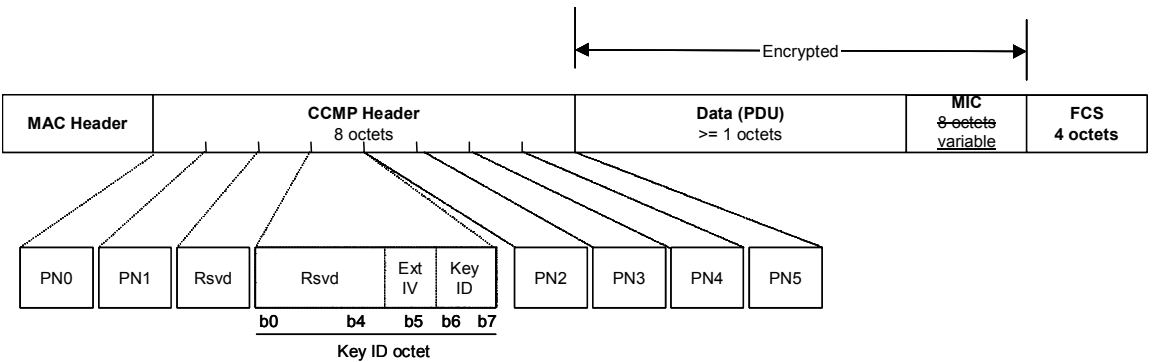 Encrypted
MAC Header
CCMP Header
8 octets
Data (PDU)
>= 1 octets
MIC
8 octets
variable
FCS
4 octets
PN0
PN1
Rsvd
Rsvd
Ext
IV
Key
ID
PN2
PN3
PN4
PN5
b0 b4 b5 b6 b7
Key ID octet